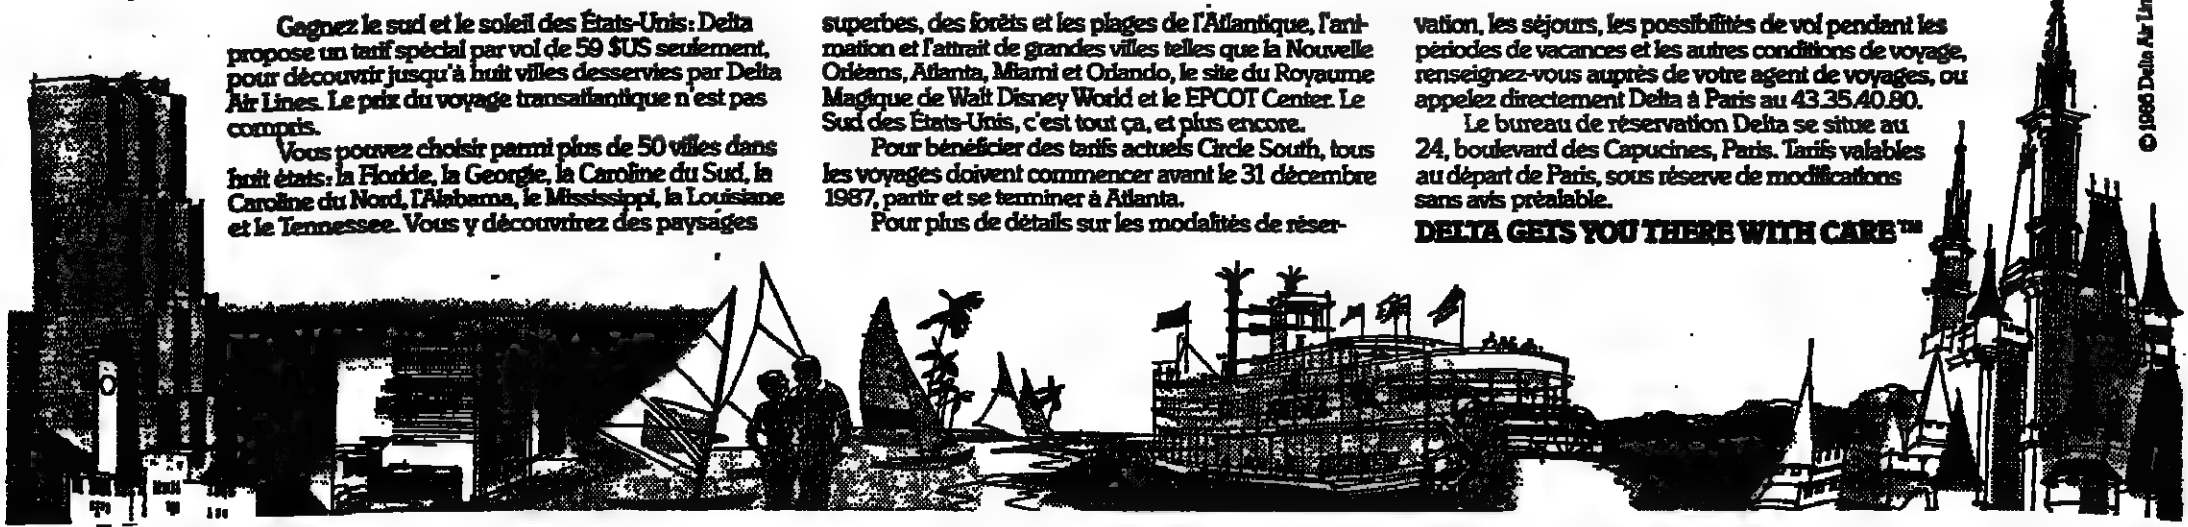 Gagnez le sud et le soleil des États-Unis: Delta
propose un tarif spécial par vol de 59 $US seulement,
pour découvrir jusqu'à huit villes desservies par Delta
Air Lines. Le prix du voyage transatlantique n'est pas
compris.
Vous pouvez choisir parmi plus de 50 villes dans
huit états: la Floride, la Georgie, la Caroline du Sud, la
Caroline du Nord, l'Alabama, le Mississippi, la Louisiane
et le Tennessee. Vous y découvrirez des paysages
superbes, des forêts et les plages de l'Atlantique, l'ani-
mation et l'attrait de grandes villes telles que la Nouvelle
Orléans, Atlanta, Miami et Orlando, le site du Royaume
Magique de Walt Disney World et le EPCOT Center. Le
Sud des États-Unis, c'est tout ça, et plus encore.
Pour bénéficier des tarifs actuels Circle South, tous
les voyages doivent commencer avant le 31 décembre
1987, partir et se terminer à Atlanta.
Pour plus de détails sur les modalités de réser-
vation, les séjours, les possibilités de vol pendant les
périodes de vacances et les autres conditions de voyage,
renseignez-vous auprès de votre agent de voyages, ou
appelez directement Delta à Paris au 43.35.40.80.
Le bureau de réservation Delta se situe au
24, boulevard des Capucines, Paris. Tarifs valables
au départ de Paris, sous réserve de modifications
sans avis préalable.
DELTA GETS YOU THERE WITH CARE™
© 1986 Delta Air Lin